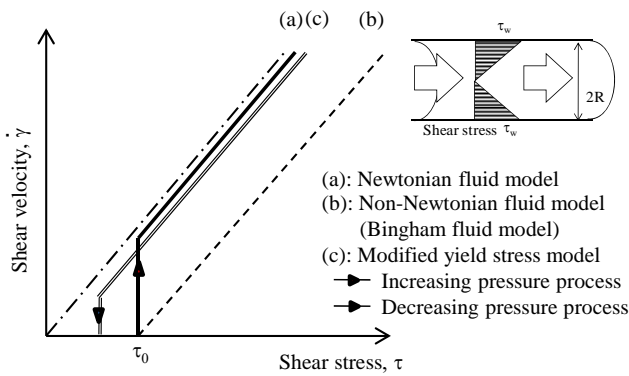 (a) (c) (b)
Shear velocity, γ̇
τ0
Shear stress, τ
τw
2R
Shear stress τw
(a): Newtonian fluid model
(b): Non-Newtonian fluid model
(Bingham fluid model)
(c): Modified yield stress model
Increasing pressure process
Decreasing pressure process